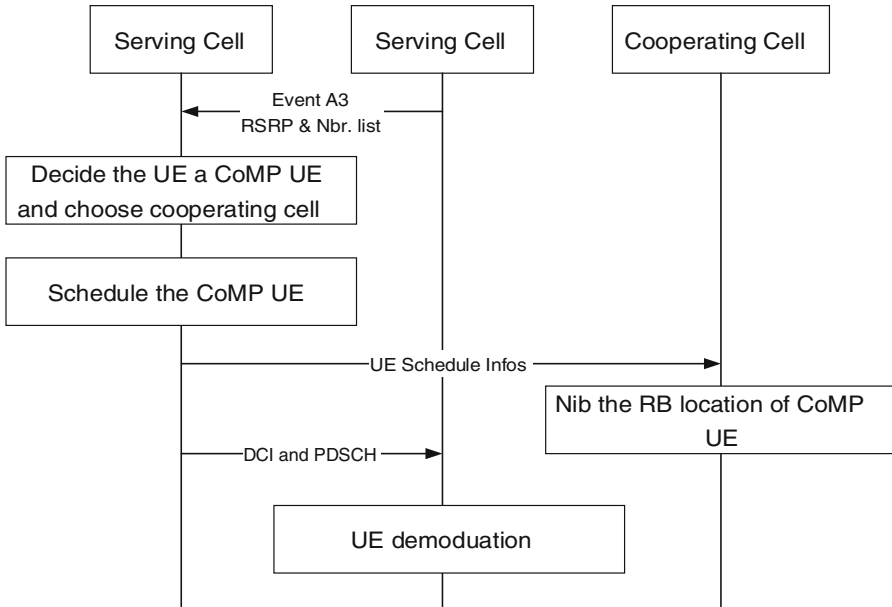 Serving Cell
Serving Cell
Cooperating Cell
Event A3
RSRP & Nbr. list
Decide the UE a CoMP UE
and choose cooperating cell
Schedule the CoMP UE
UE Schedule Infos
Nib the RB location of CoMP
UE
DCI and PDSCH
UE demoduation